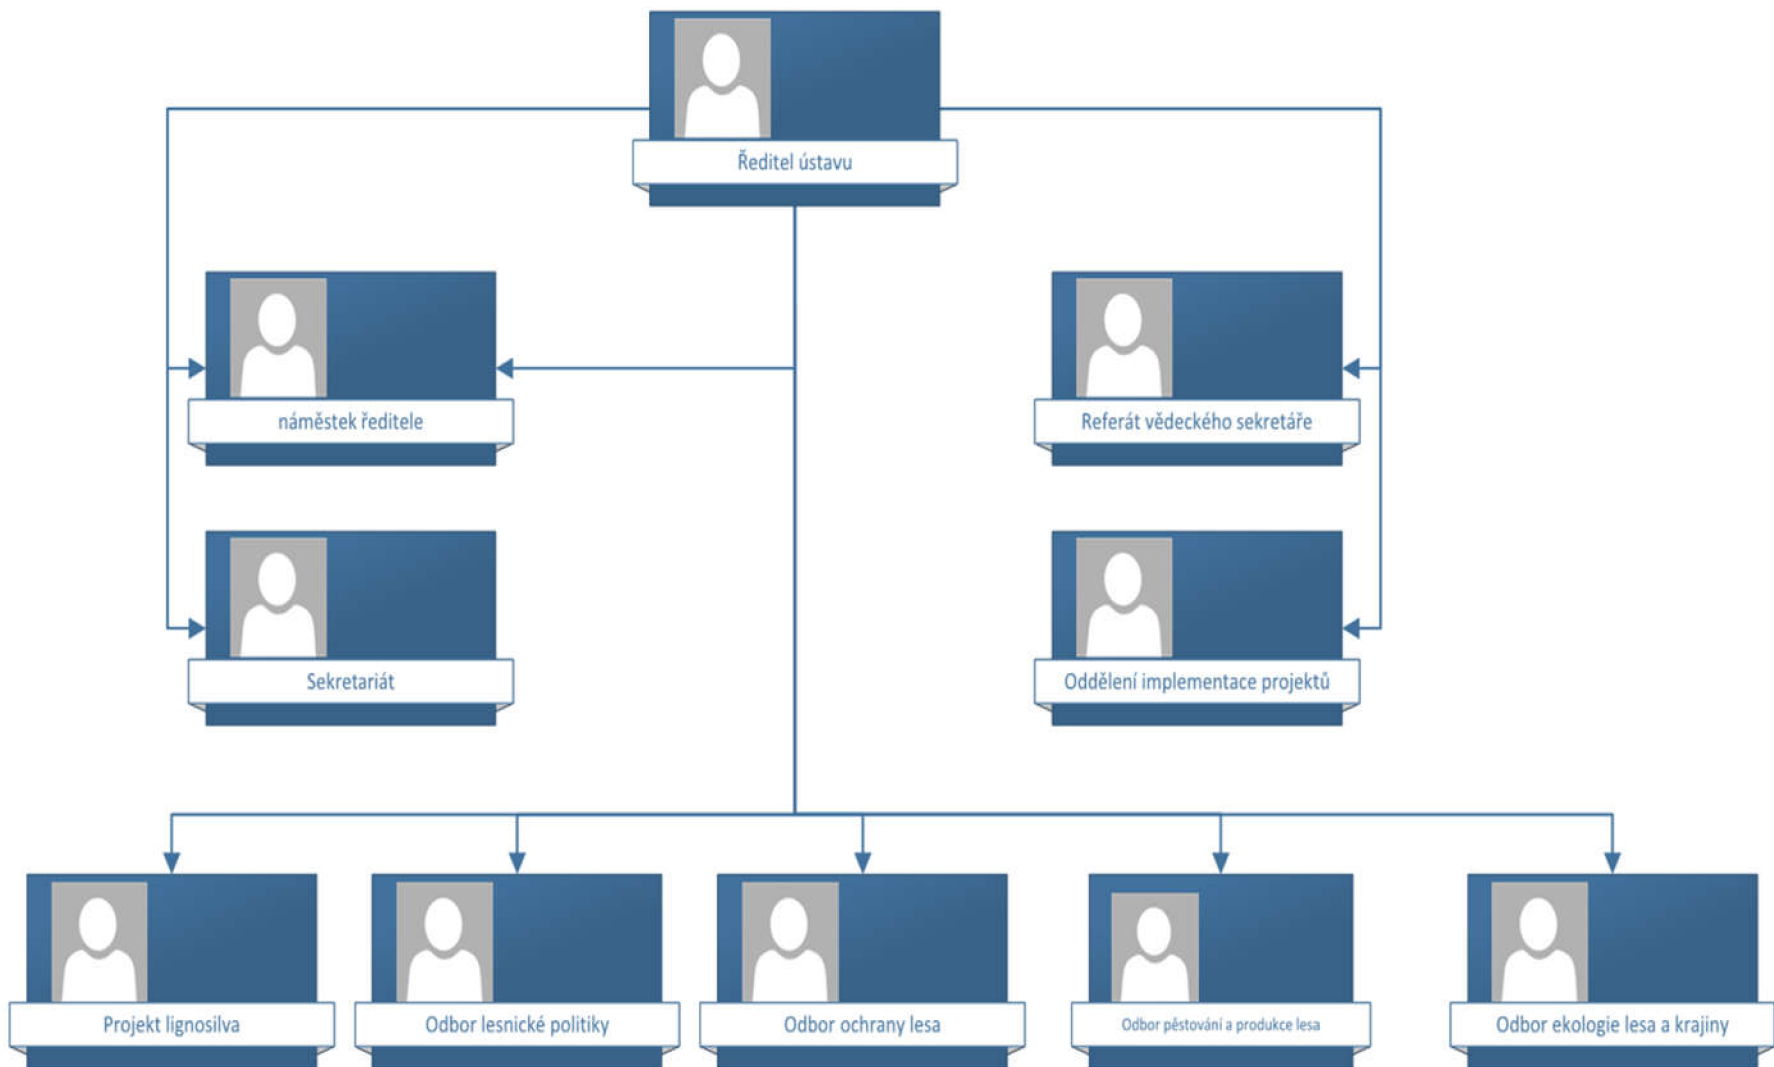 Ředitel ústavu
náměstek ředitele
Referát vědeckého sekretáře
Sekretariát
Oddělení implementace projektů
Projekt lignosilva
Odbor lesnické politiky
Odbor ochrany lesa
Odbor pěstování a produkce lesa
Odbor ekologie lesa a krajiny